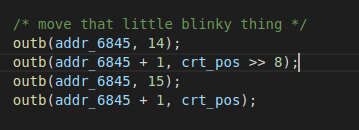 /* move that little blinky thing */
outb(addr_6845, 14);
outb(addr_6845 + 1, crt_pos >> 8);
outb(addr_6845, 15);
outb(addr_6845 + 1, crt_pos);